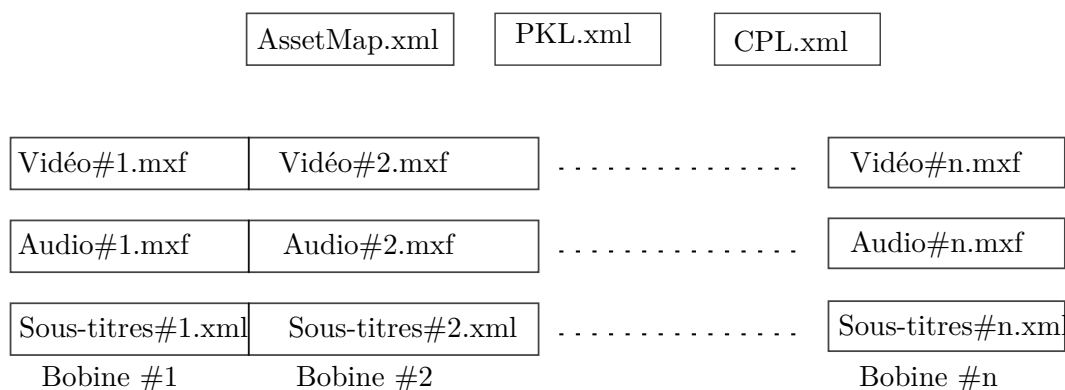 AssetMap.xml PKL.xml CPL.xml
Vidéo#1.mxf Vidéo#2.mxf Vidéo#n.mxf
Audio#1.mxf Audio#2.mxf Audio#n.mxf
Sous-titres#1.xml Sous-titres#2.xml Sous-titres#n.xml
Bobine #1 Bobine #2 Bobine #n